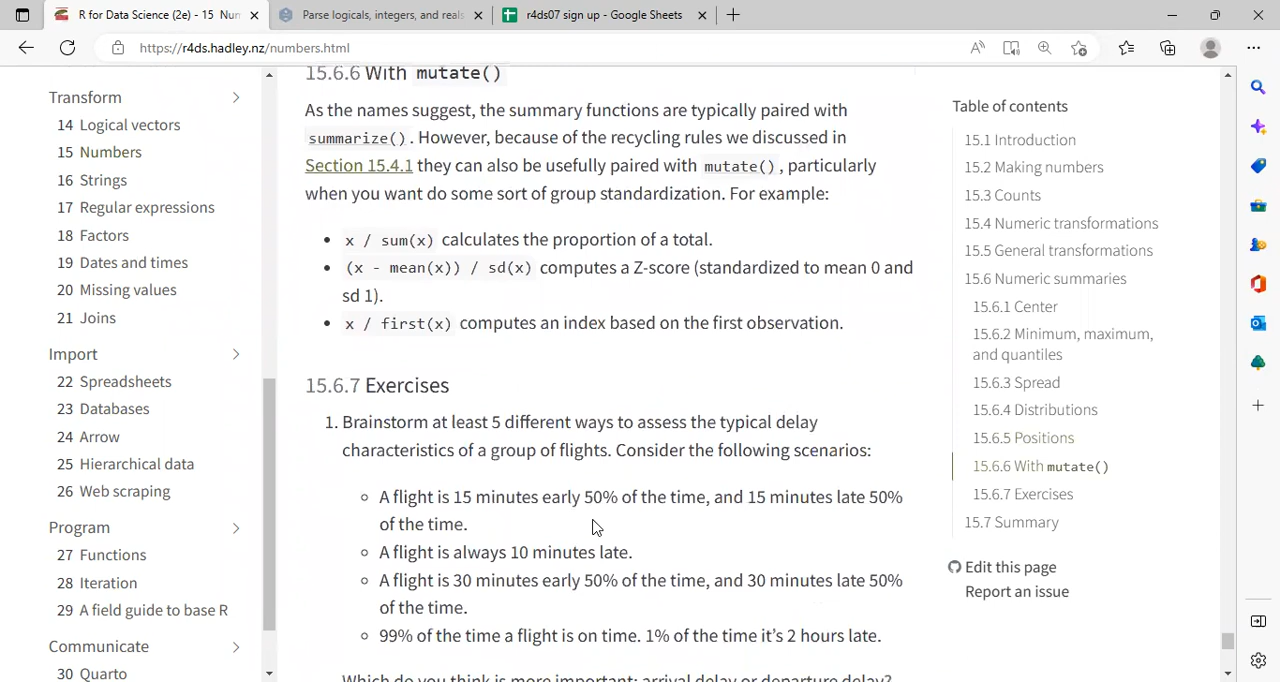 R for Data Science (2e) - 15 Num
Parse logicals, integers, and reals
r4ds07 sign up - Google Sheets
https://r4ds.hadley.nz/numbers.html
Transform
14 Logical vectors
15 Numbers
16 Strings
17 Regular expressions
18 Factors
19 Dates and times
20 Missing values
21 Joins
Import
22 Spreadsheets
23 Databases
24 Arrow
25 Hierarchical data
26 Web scraping
Program
27 Functions
28 Iteration
29 A field guide to base R
Communicate
30 Quarto
15.6.6 With mutate()
As the names suggest, the summary functions are typically paired with
summarize(). However, because of the recycling rules we discussed in
Section 15.4.1 they can also be usefully paired with mutate(), particularly
when you want do some sort of group standardization. For example:
x / sum(x) calculates the proportion of a total.
(x - mean(x)) / sd(x) computes a Z-score (standardized to mean 0 and
sd 1).
x / first(x) computes an index based on the first observation.
15.6.7 Exercises
1. Brainstorm at least 5 different ways to assess the typical delay
characteristics of a group of flights. Consider the following scenarios:
A flight is 15 minutes early 50% of the time, and 15 minutes late 50%
of the time.
A flight is always 10 minutes late.
A flight is 30 minutes early 50% of the time, and 30 minutes late 50%
of the time.
99% of the time a flight is on time. 1% of the time it's 2 hours late.
Which do you think is more important: arrival delay or departure delay?
Table of contents
15.1 Introduction
15.2 Making numbers
15.3 Counts
15.4 Numeric transformations
15.5 General transformations
15.6 Numeric summaries
15.6.1 Center
15.6.2 Minimum, maximum,
and quantiles
15.6.3 Spread
15.6.4 Distributions
15.6.5 Positions
15.6.6 With mutate()
15.6.7 Exercises
15.7 Summary
Edit this page
Report an issue